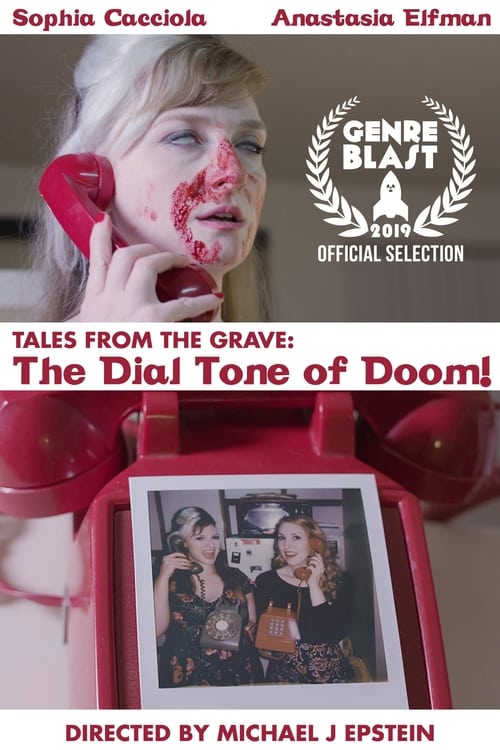 Sophia Cacciola
Anastasia Elfman
GENRE
BLAST
2019
OFFICIAL SELECTION
TALES FROM THE GRAVE:
The Dial Tone of Doom!
DIRECTED BY MICHAEL J EPSTEIN